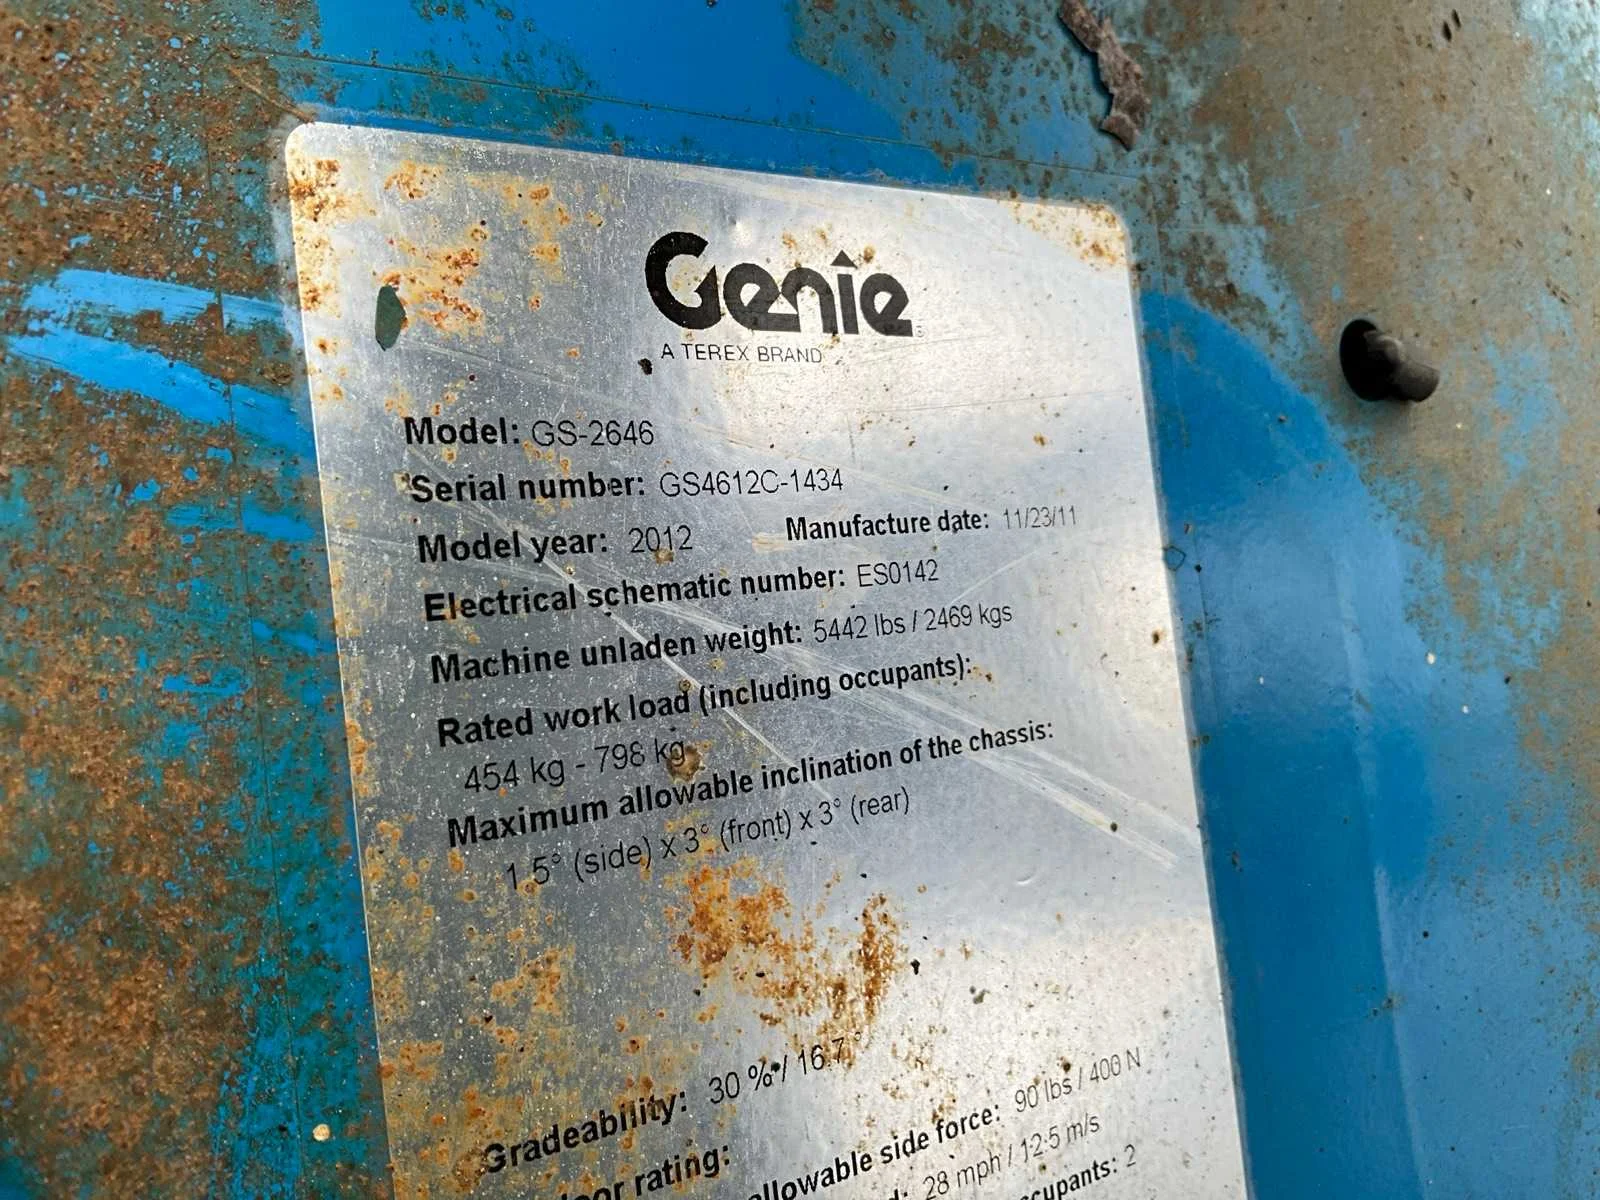 Genie
A TEREX BRAND
Model: GS-2646
Serial number: GS4612C-1434
Model year: 2012 Manufacture date: 11/23/11
Electrical schematic number: ES0142
Machine unladen weight: 5442 lbs / 2469 kgs
Rated work load (including occupants):
454 kg - 798 kg
Maximum allowable inclination of the chassis:
1.5° (side) x 3° (front) x 3° (rear)
Gradeability: 30 % / 16.7 °
rating:
allowable side force: 90 lbs / 400 N
28 mph / 12.5 m/s
2